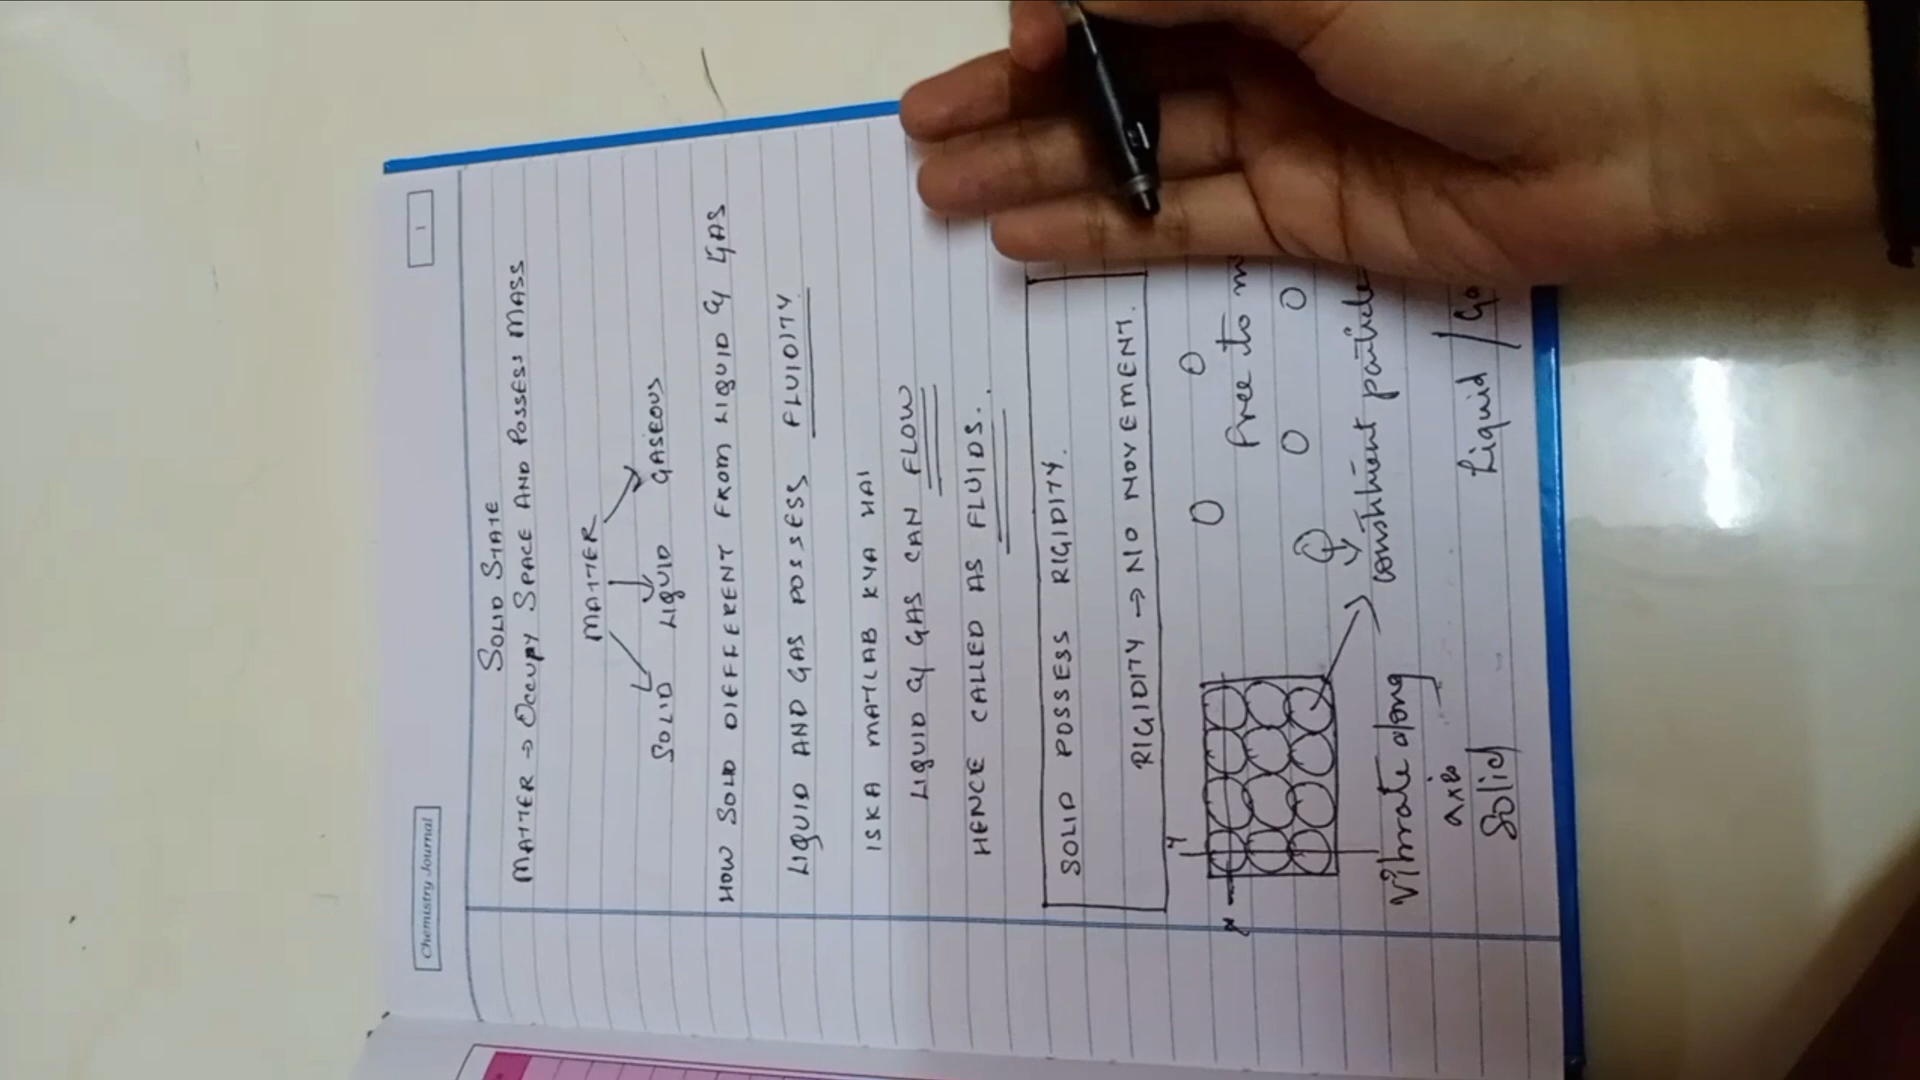 Chemistry Journal
1
SOLID STATE
MATTER → OCCUPY SPACE AND POSSESS MASS
MATTER
SOLID LIQUID GASEOUS
HOW SOLID DIFFERENT FROM LIQUID & GAS
LIQUID AND GAS POSSESS FLUIDITY
ISKA MATLAB KYA HAI
LIQUID & GAS CAN FLOW
HENCE CALLED AS FLUIDS.
SOLID POSSESS RIGIDITY.
RIGIDITY → NO MOVEMENT.
y
x
free to
constituent particle
Vibrate along
axis
Solid
Liquid /